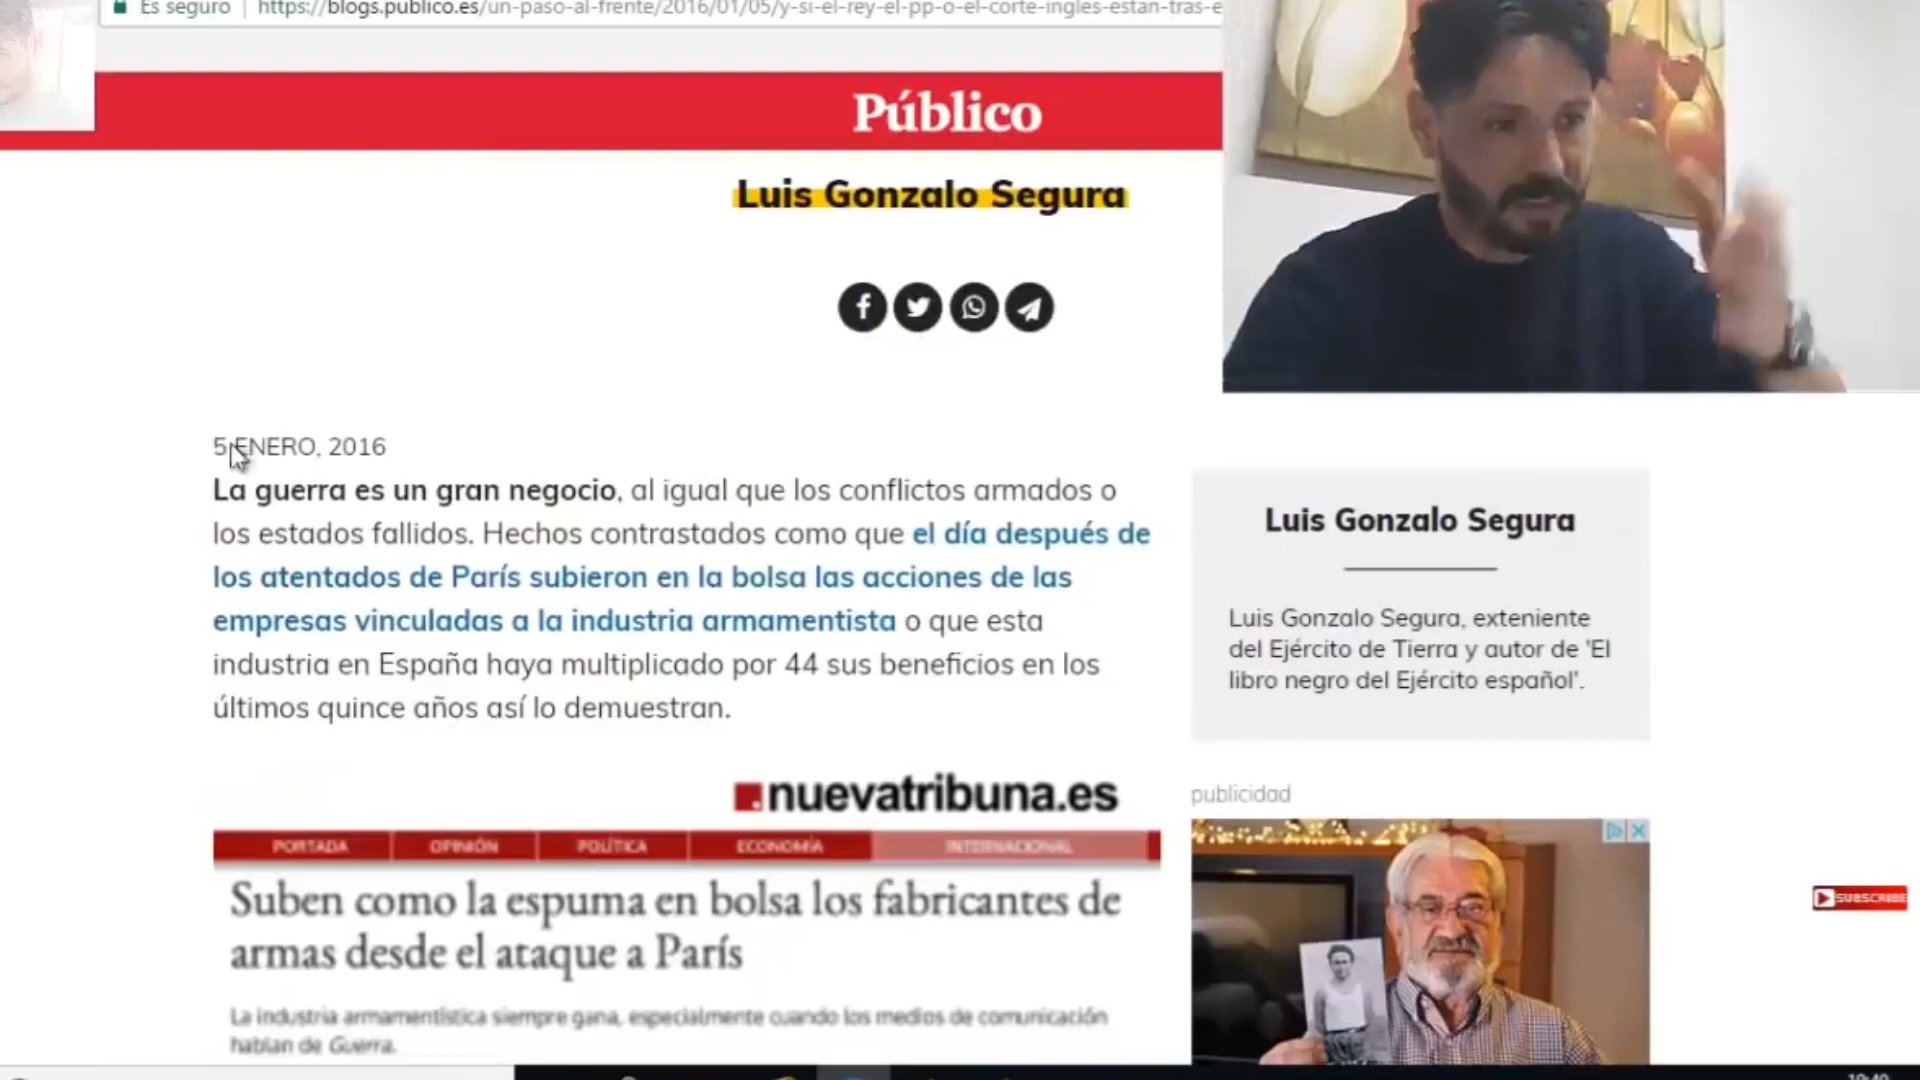 Es seguro
https://blogs.publico.es/un-paso-al-frente/2016/01/05/y-si-el-rey-el-pp-o-el-corte-ingles-estan-tras-e
Público
Luis Gonzalo Segura
5 ENERO, 2016
La guerra es un gran negocio, al igual que los conflictos armados o
los estados fallidos. Hechos contrastados como que el día después de
los atentados de París subieron en la bolsa las acciones de las
empresas vinculadas a la industria armamentista o que esta
industria en España haya multiplicado por 44 sus beneficios en los
últimos quince años así lo demuestran.
nuevatribuna.es
PORTADA
OPINIÓN
POLÍTICA
ECONOMÍA
INTERNACIONAL
Suben como la espuma en bolsa los fabricantes de
armas desde el ataque a París
La industria armamentística siempre gana, especialmente cuando los medios de comunicación
hablan de Guerra.
Luis Gonzalo Segura
Luis Gonzalo Segura, exteniente
del Ejército de Tierra y autor de 'El
libro negro del Ejército español'.
publicidad
SUBSCRIBE